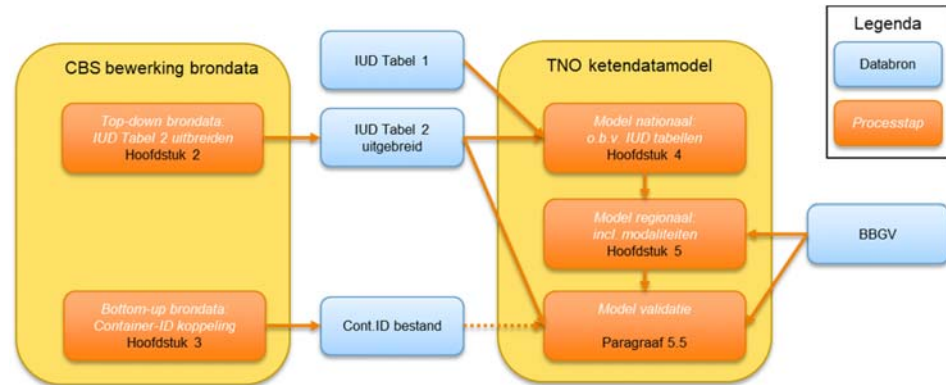 CBS bewerking brondata
Top-down brondata:
IUD Tabel 2 uitbreiden
Hoofdstuk 2
Bottom-up brondata:
Container-ID koppeling
Hoofdstuk 3
IUD Tabel 1
IUD Tabel 2
uitgebreid
Cont.ID bestand
TNO ketendatamodel
Model nationaal:
o.b.v. IUD tabellen
Hoofdstuk 4
Model regionaal:
incl. modaliteiten
Hoofdstuk 5
Model validatie
Paragraaf 5.5
BBGV
Legenda
Databron
Processtap